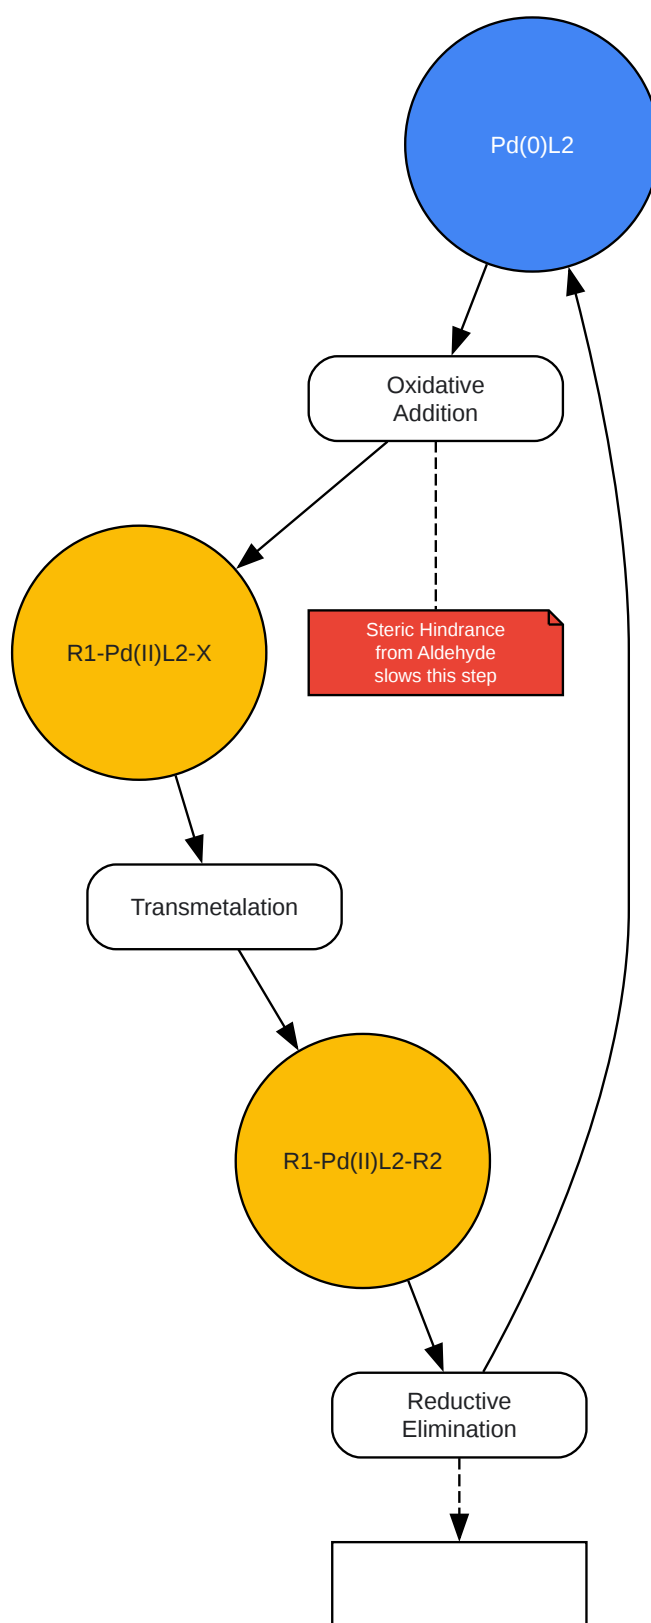 Pd(0)L2
Oxidative
Addition
Steric Hindrance
from Aldehyde
slows this step
R1-Pd(II)L2-X
Transmetalation
R1-Pd(II)L2-R2
Reductive
Elimination